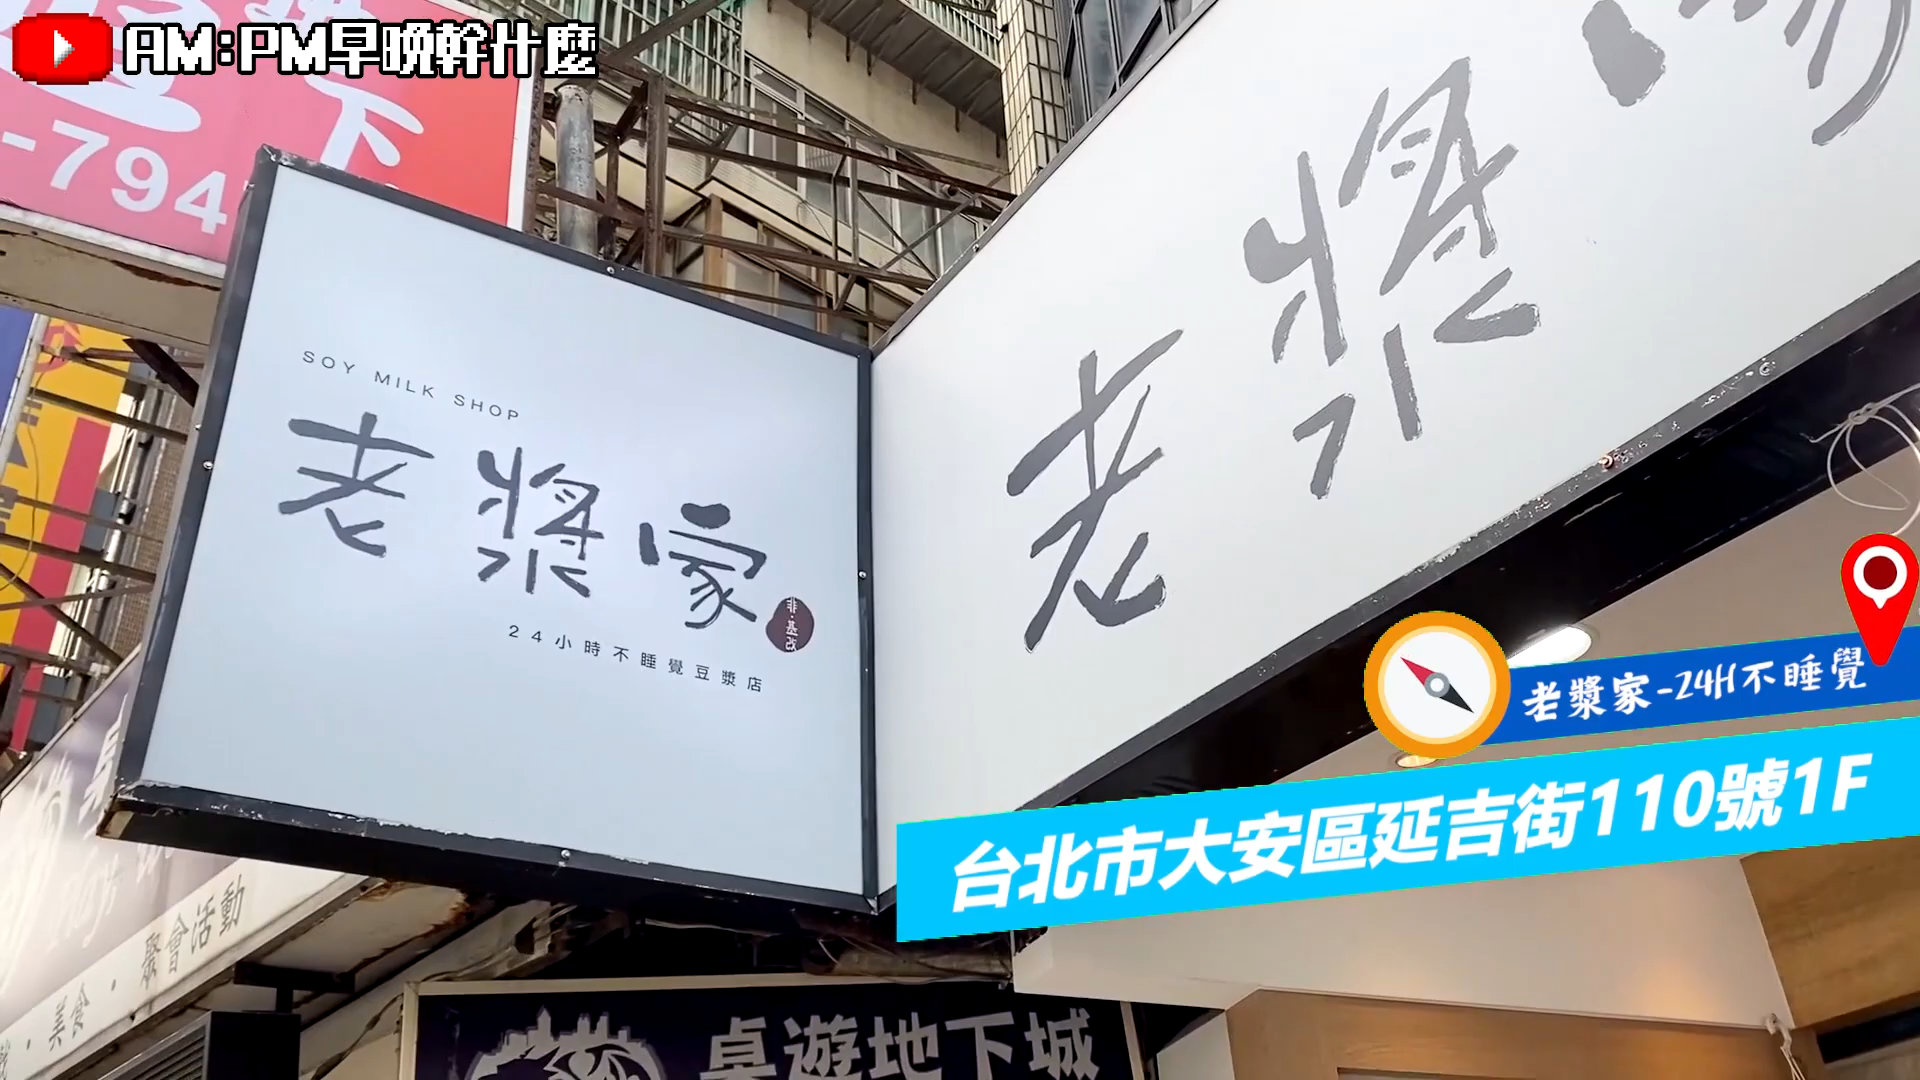 AM:PM早晚幹什麼
下
-794
SOY MILK SHOP
老漿家
非·基改
24小時不睡覺豆漿店
老漿
老漿家-24H不睡覺
台北市大安區延吉街110號1F
美食·聚會活動
桌遊地下城